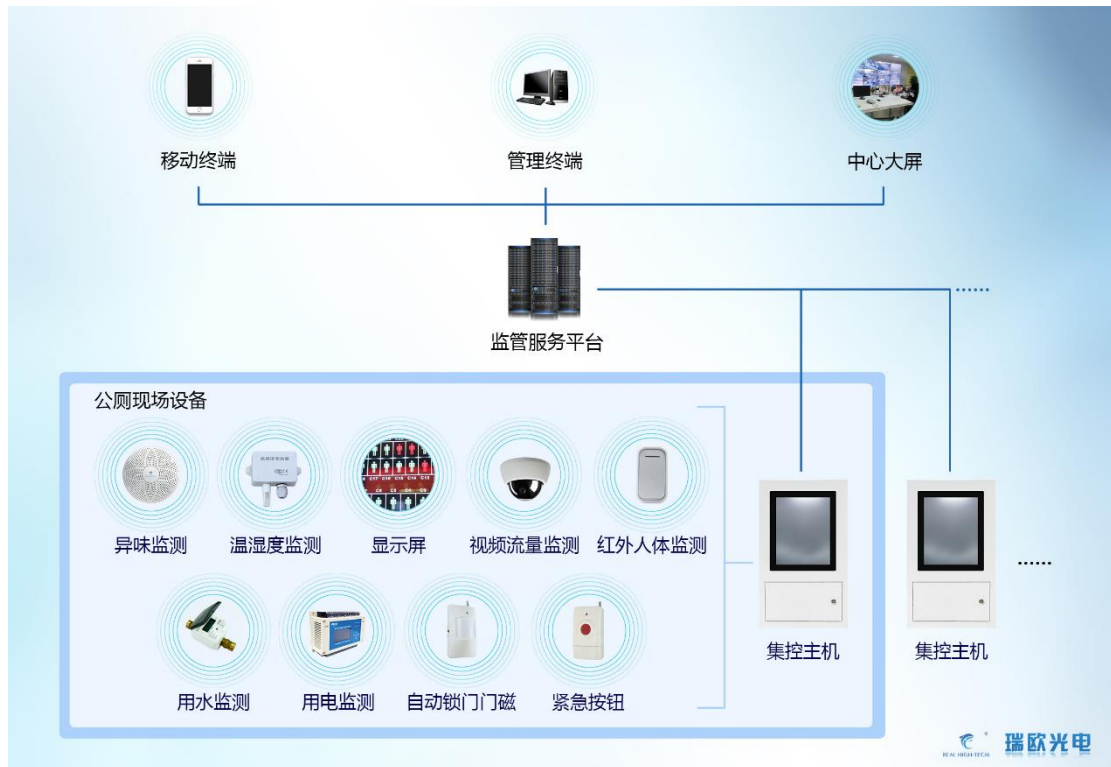 移动终端
管理终端
中心大屏
监管服务平台
······
公厕现场设备
异味监测
温湿度监测
显示屏
视频流量监测
红外人体监测
用水监测
用电监测
自动锁门门磁
紧急按钮
集控主机
集控主机
······
REAL HIGH-TECH
瑞欧光电